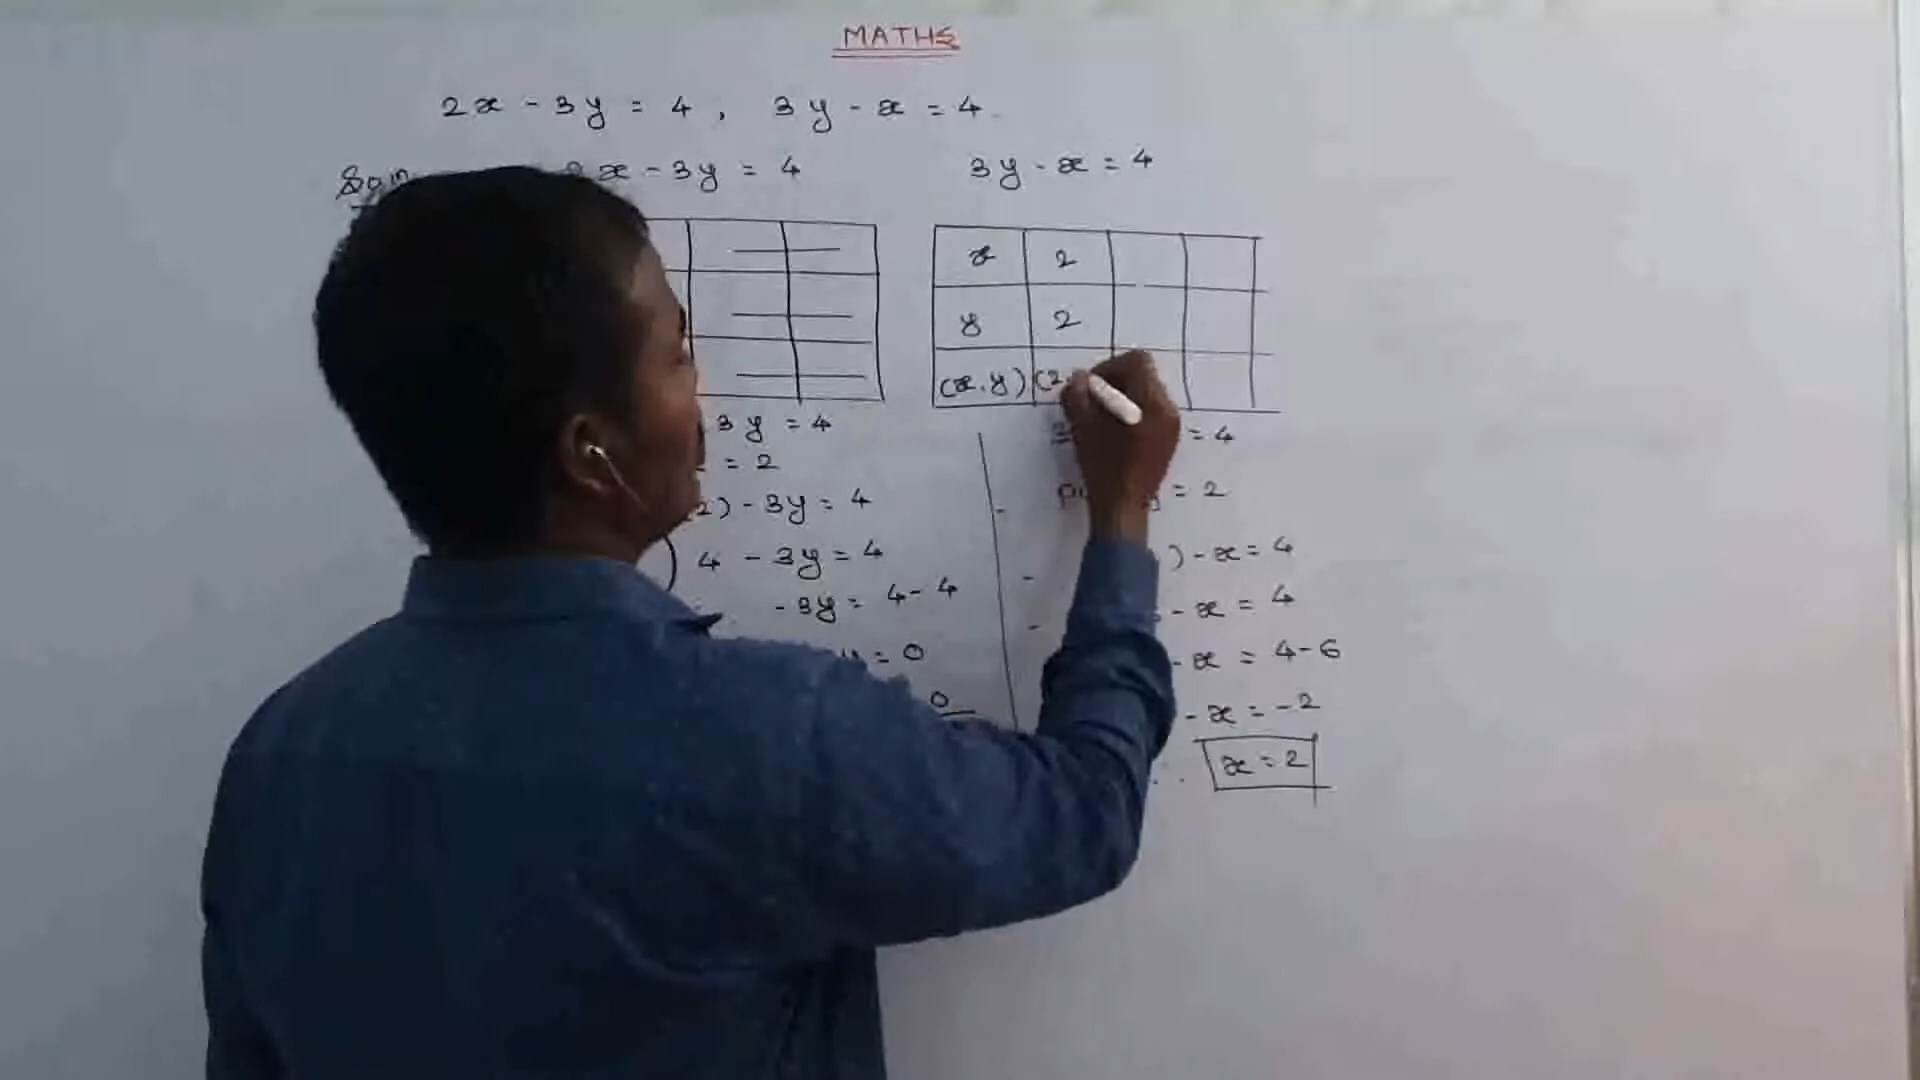 MATHS
2x - 3y = 4, 3y - x = 4.
Soln
2x - 3y = 4
3y - x = 4
x 2
y 2
(x, y) (2,
3y = 4
= 2
2) - 3y = 4
4 - 3y = 4
-3y = 4-4
y = 0
0
= 4
y = 2
) - x = 4
- x = 4
- x = 4-6
- x = -2
∴ x = 2